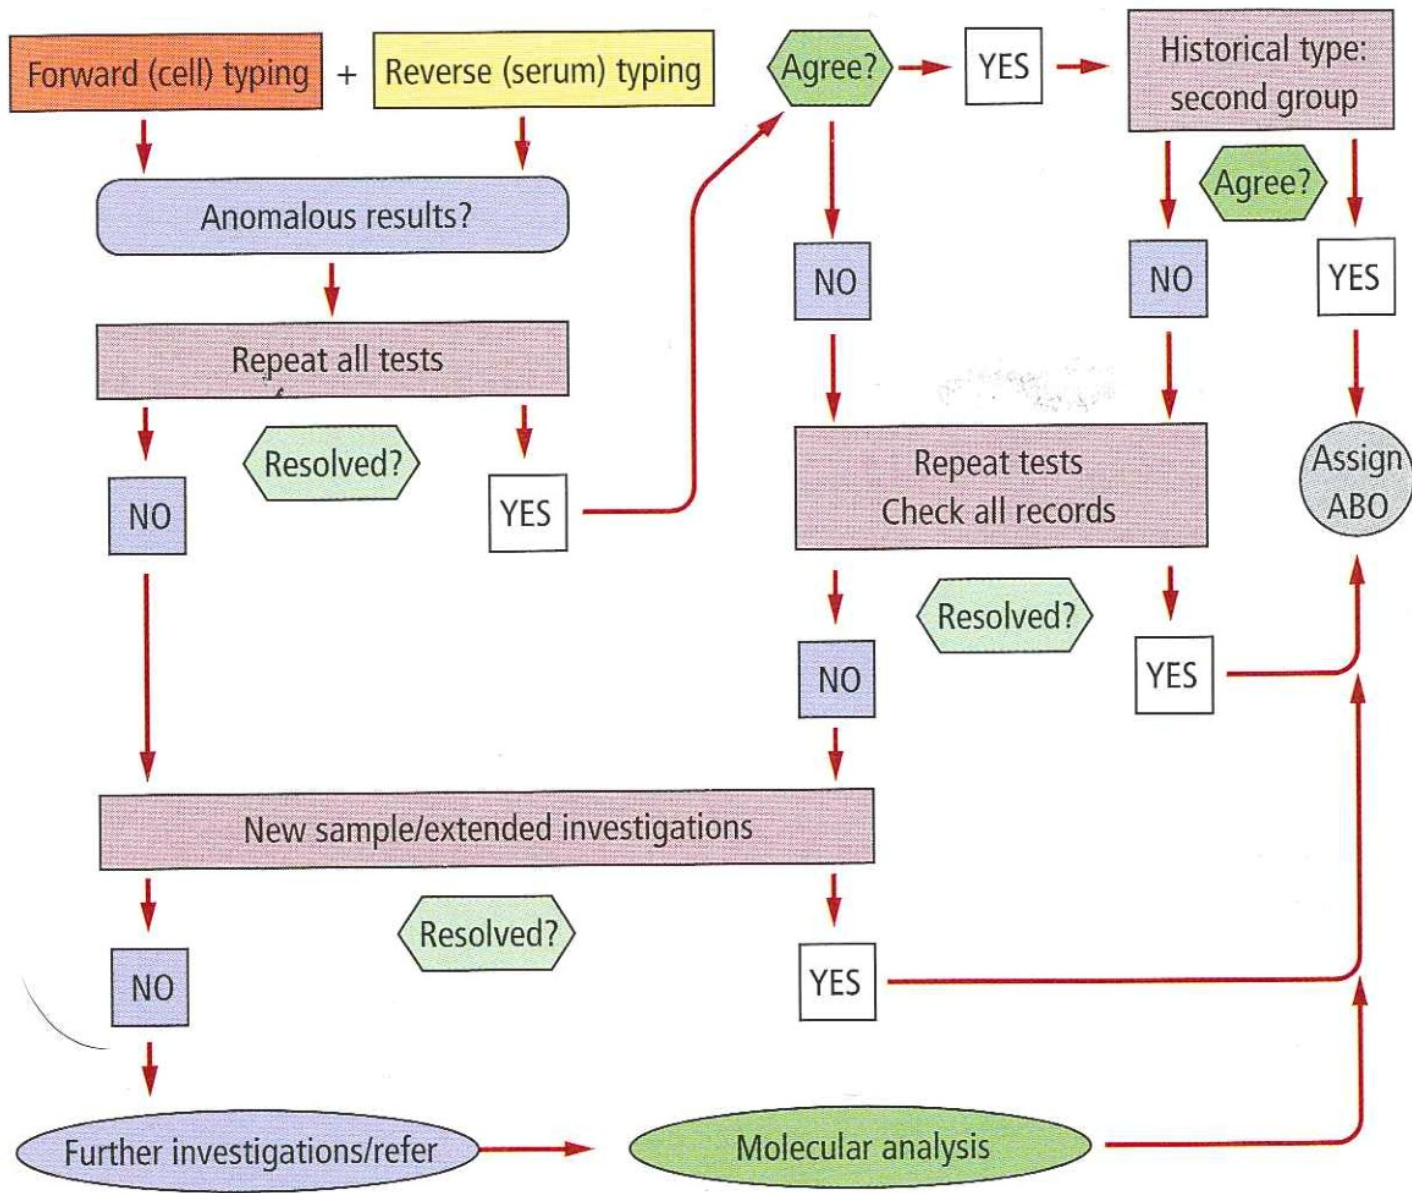 Forward (cell) typing
+
Reverse (serum) typing
Agree?
YES
Historical type:
second group
Anomalous results?
Agree?
NO
NO
YES
Repeat all tests
Resolved?
NO
YES
Repeat tests
Check all records
Assign
ABO
Resolved?
NO
YES
New sample/extended investigations
Resolved?
NO
YES
Further investigations/refer
Molecular analysis